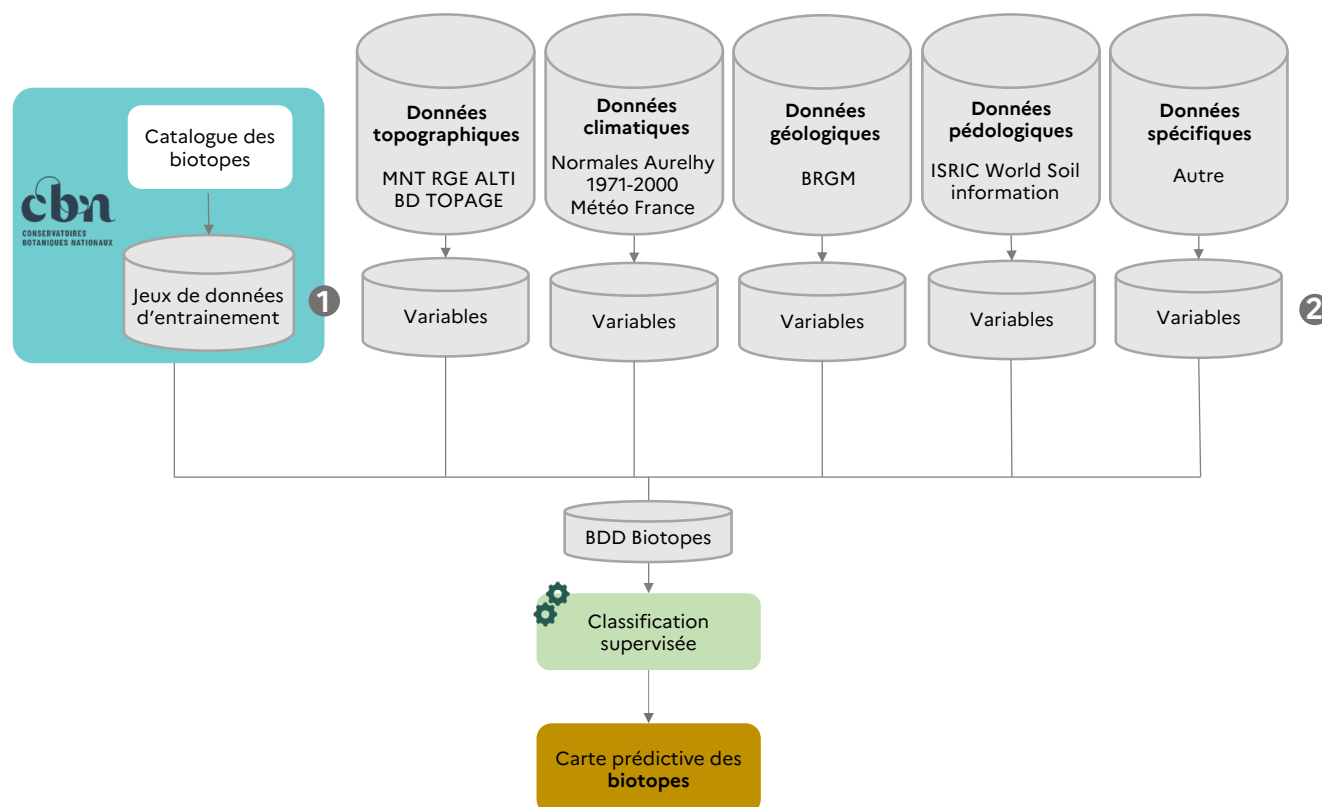 Catalogue des
biotopes
cbn
CONSERVATOIRES
BOTANIQUES NATIONAUX
Jeux de données
d'entrainement
1
Données
topographiques
MNT RGE ALTI
BD TOPAGE
Variables
Données
climatiques
Normales Aurelhy
1971-2000
Météo France
Variables
Données
géologiques
BRGM
Variables
Données
pédologiques
ISRIC World Soil
information
Variables
Données
spécifiques
Autre
Variables
2
BDD Biotopes
Classification
supervisée
Carte prédictive des
biotopes